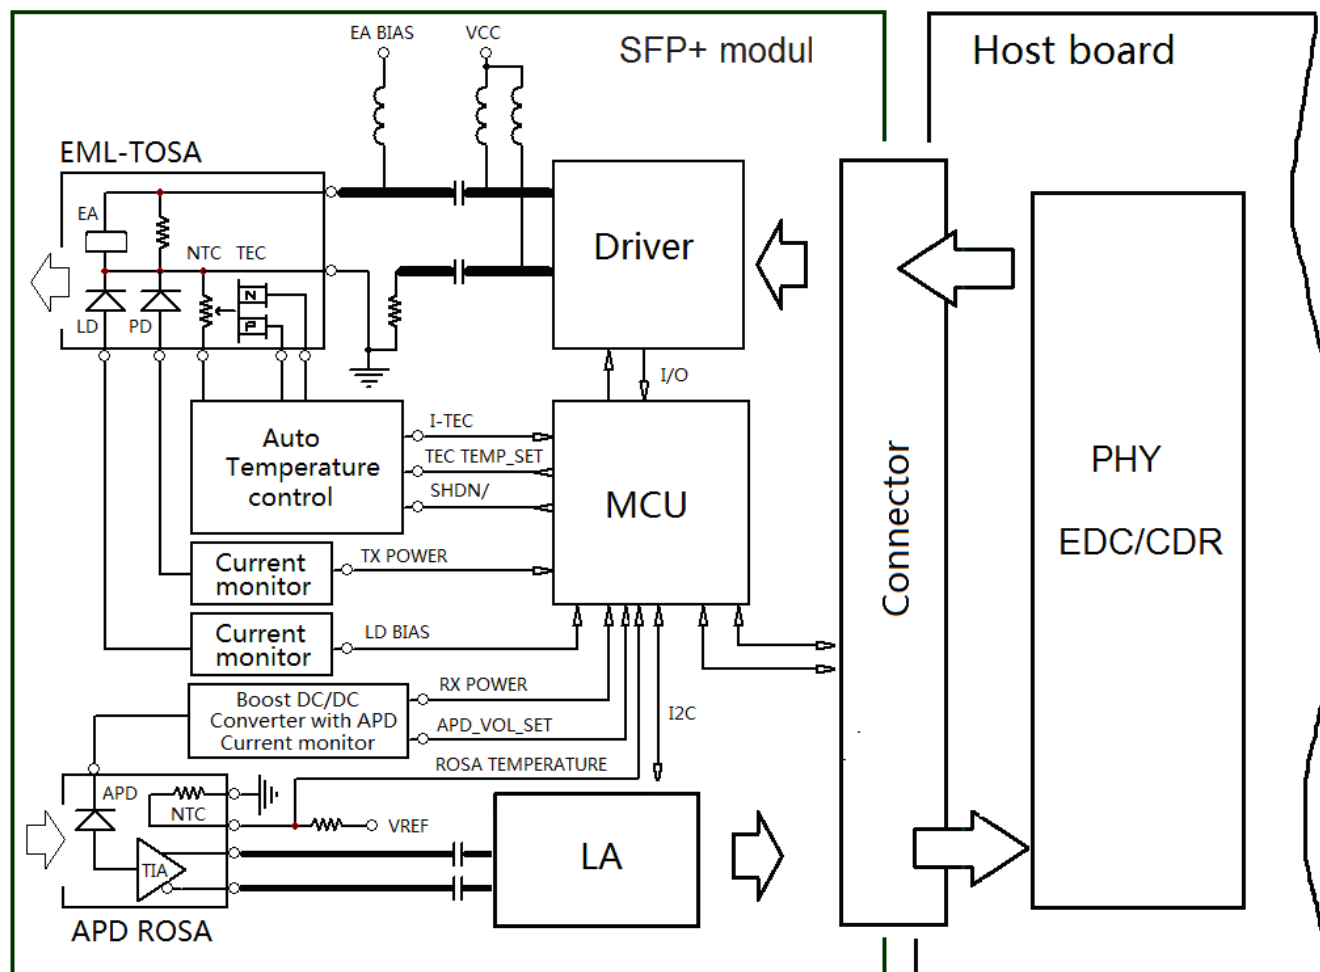 EA BIAS
VCC
SFP+ modul
Host board
EML-TOSA
EA
NTC TEC
N
P
LD
PD
Driver
I/O
Auto
Temperature
control
I-TEC
TEC TEMP_SET
SHDN/
MCU
Connector
PHY
EDC/CDR
Current
monitor
TX POWER
Current
monitor
LD BIAS
Boost DC/DC
Converter with APD
Current monitor
RX POWER
APD_VOL_SET
I2C
ROSA TEMPERATURE
APD
NTC
VREF
TIA
LA
APD ROSA